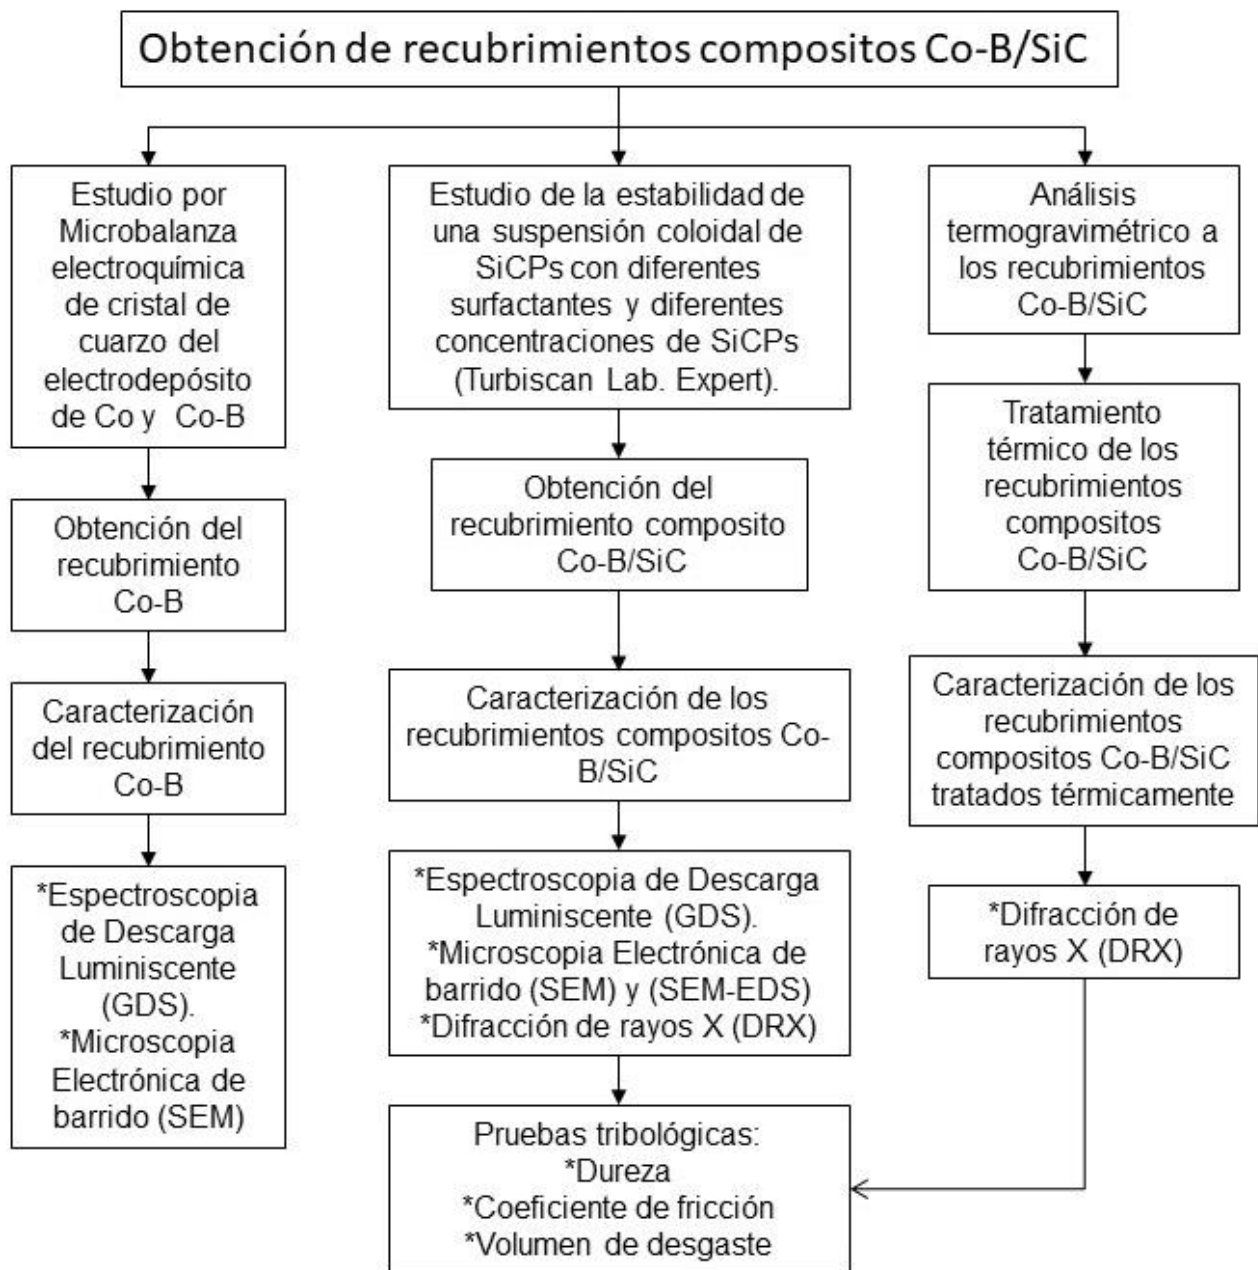 Obtención de recubrimientos compositos Co-B/SiC
Estudio por
Microbalanza
electroquímica
de cristal de
cuarzo del
electrodepósito
de Co y Co-B
Obtención del
recubrimiento
Co-B
Caracterización
del recubrimiento
Co-B
*Espectroscopia
de Descarga
Luminiscente
(GDS).
*Microscopia
Electrónica de
barrido (SEM)
Estudio de la estabilidad de
una suspensión coloidal de
SiCPs con diferentes
surfactantes y diferentes
concentraciones de SiCPs
(Turbiscan Lab. Expert).
Obtención del
recubrimiento composito
Co-B/SiC
Caracterización de los
recubrimientos compositos Co-
B/SiC
*Espectroscopia de Descarga
Luminiscente (GDS).
*Microscopia Electrónica de
barrido (SEM) y (SEM-EDS)
*Difracción de rayos X (DRX)
Pruebas tribológicas:
*Dureza
*Coeficiente de fricción
*Volumen de desgaste
Análisis
termogravimétrico a
los recubrimientos
Co-B/SiC
Tratamiento
térmico de los
recubrimientos
compositos
Co-B/SiC
Caracterización de los
recubrimientos
compositos Co-B/SiC
tratados térmicamente
*Difracción de
rayos X (DRX)